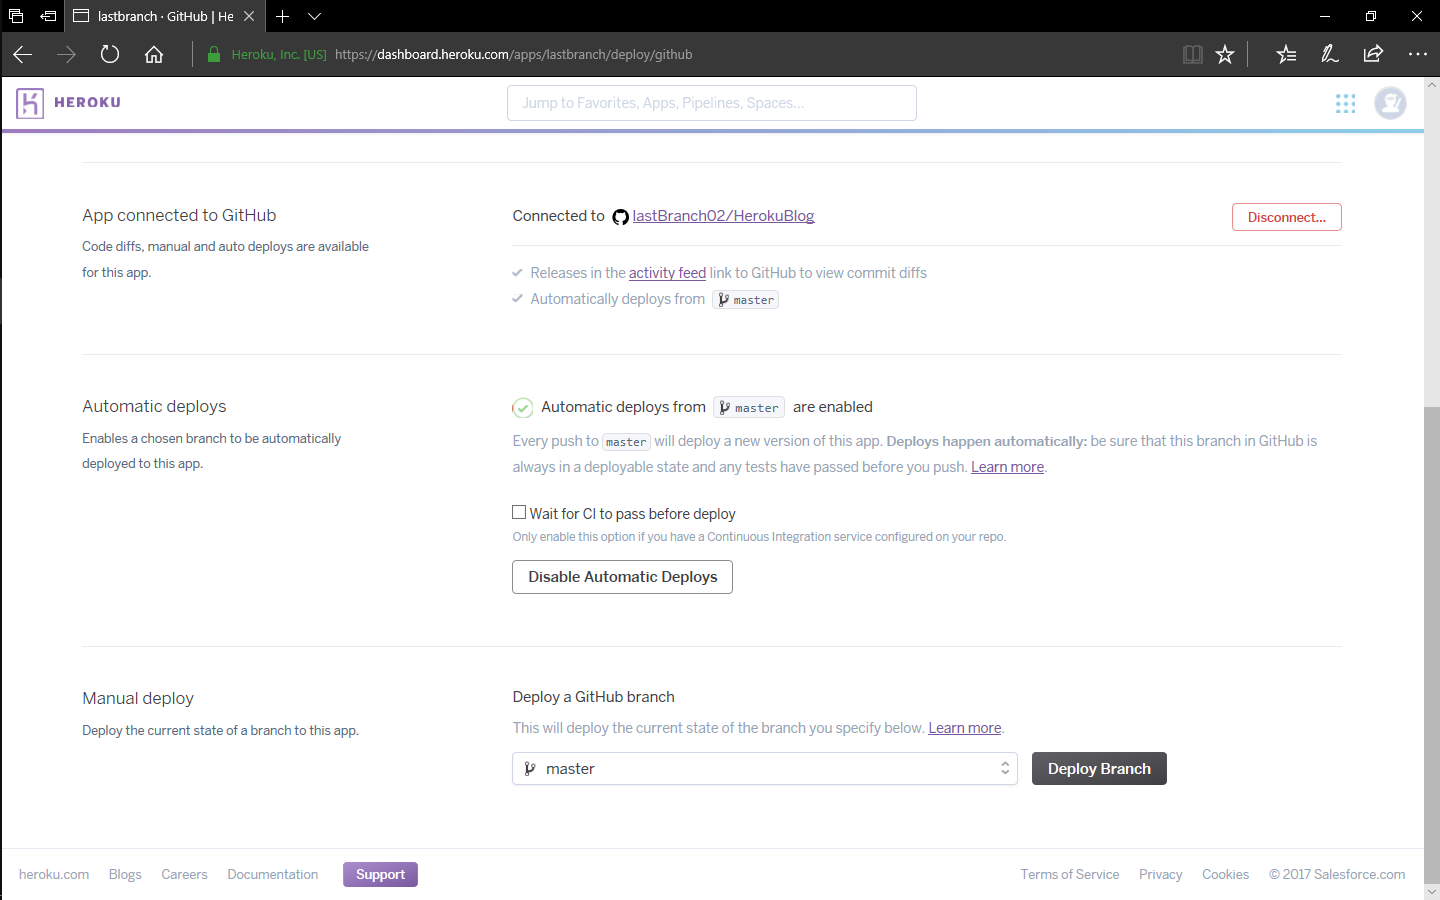 lastbranch · GitHub | He
Heroku, Inc. [US] https://dashboard.heroku.com/apps/lastbranch/deploy/github
HEROKU
Jump to Favorites, Apps, Pipelines, Spaces...
App connected to GitHub
Code diffs, manual and auto deploys are available
for this app.
Connected to lastBranch02/HerokuBlog
Disconnect...
Releases in the activity feed link to GitHub to view commit diffs
Automatically deploys from master
Automatic deploys
Enables a chosen branch to be automatically
deployed to this app.
Automatic deploys from master are enabled
Every push to master will deploy a new version of this app. Deploys happen automatically: be sure that this branch in GitHub is
always in a deployable state and any tests have passed before you push. Learn more.
Wait for CI to pass before deploy
Only enable this option if you have a Continuous Integration service configured on your repo.
Disable Automatic Deploys
Manual deploy
Deploy the current state of a branch to this app.
Deploy a GitHub branch
This will deploy the current state of the branch you specify below. Learn more.
master
Deploy Branch
heroku.com Blogs Careers Documentation Support
Terms of Service Privacy Cookies © 2017 Salesforce.com